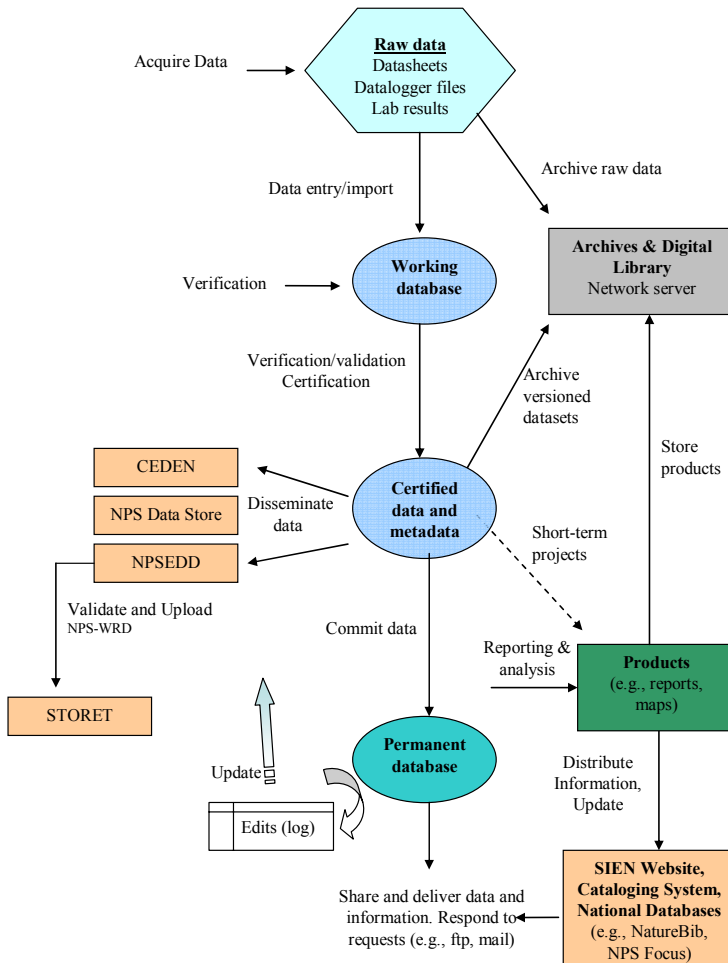 Raw data
Datasheets
Datalogger files
Lab results
Acquire Data
Archive raw data
Data entry/import
Archives & Digital
Library
Network server
Working
database
Verification
Verification/validation
Certification
Archive
versioned
datasets
Store
products
CEDEN
NPS Data Store
NPSEDD
Disseminate
data
Certified
data and
metadata
Short-term
projects
Validate and Upload
NPS-WRD
Commit data
Reporting &
analysis
Products
(e.g., reports,
maps)
STORET
Permanent
database
Update
Edits (log)
Distribute
Information,
Update
Share and deliver data and
information. Respond to
requests (e.g., ftp, mail)
SIEN Website,
Cataloging System,
National Databases
(e.g., NatureBib,
NPS Focus)